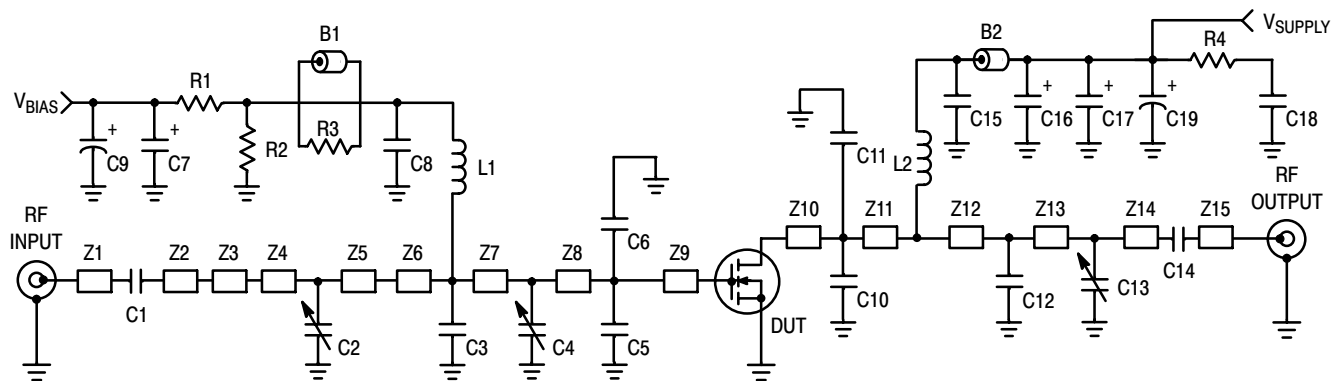 B1
B2
V_SUPPLY
R4
R1
V_BIAS
+
+
+
+
+
C9
C7
R2
R3
C8
L1
C11
L2
C15
C16
C17
C19
C18
RF
INPUT
C6
RF
OUTPUT
Z1
Z2
Z3
Z4
Z5
Z6
Z7
Z8
Z9
Z10
Z11
Z12
Z13
Z14
Z15
C1
C2
C3
C4
C5
DUT
C10
C12
C13
C14